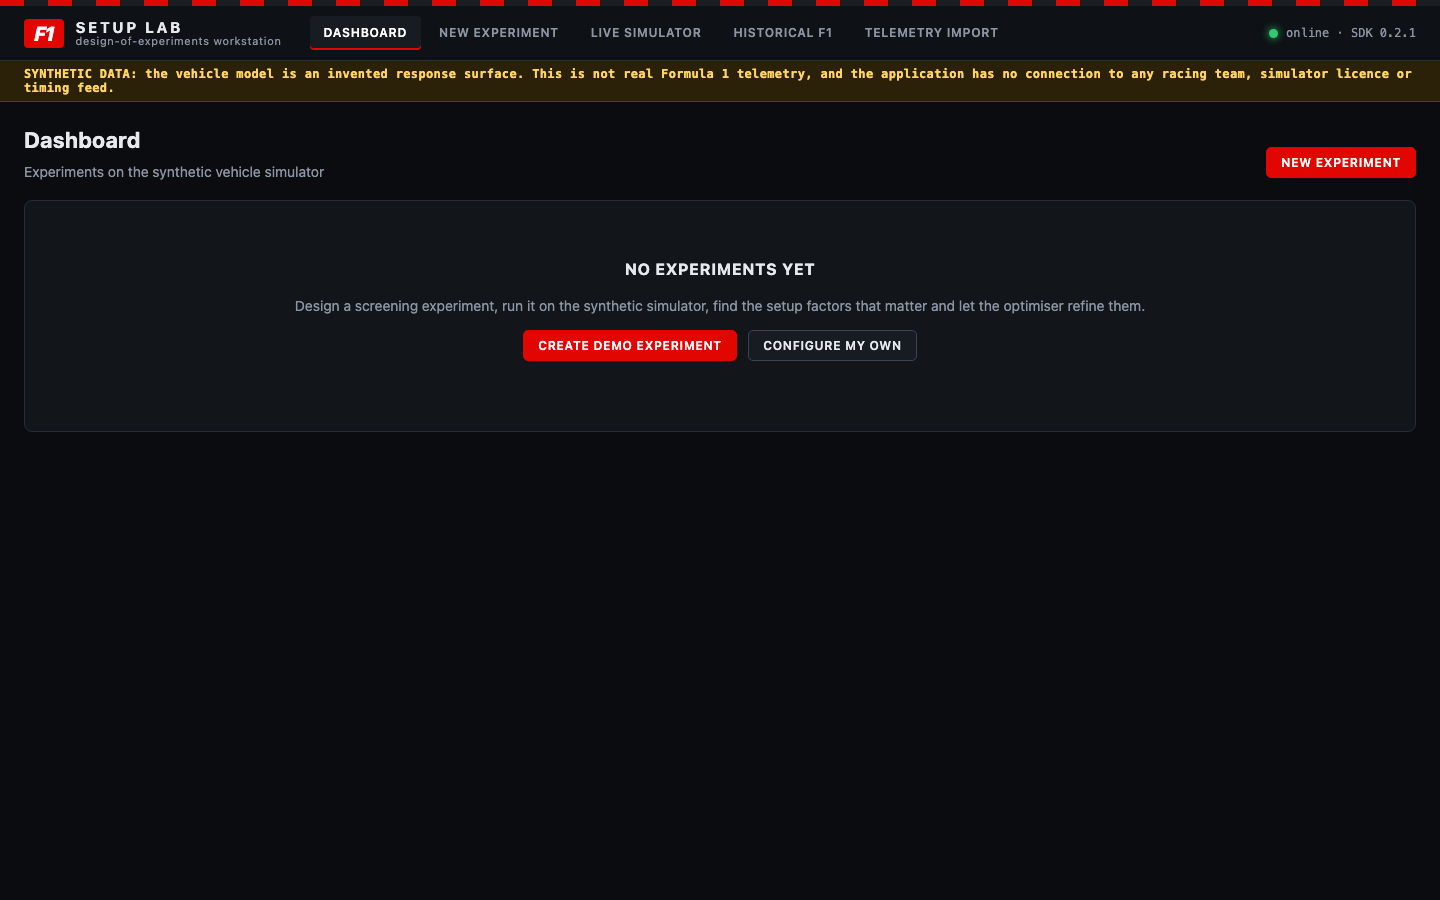 F1
SETUP LAB
design-of-experiments workstation
DASHBOARD
NEW EXPERIMENT
LIVE SIMULATOR
HISTORICAL F1
TELEMETRY IMPORT
online · SDK 0.2.1
SYNTHETIC DATA: the vehicle model is an invented response surface. This is not real Formula 1 telemetry, and the application has no connection to any racing team, simulator licence or
timing feed.
Dashboard
Experiments on the synthetic vehicle simulator
NEW EXPERIMENT
NO EXPERIMENTS YET
Design a screening experiment, run it on the synthetic simulator, find the setup factors that matter and let the optimiser refine them.
CREATE DEMO EXPERIMENT
CONFIGURE MY OWN